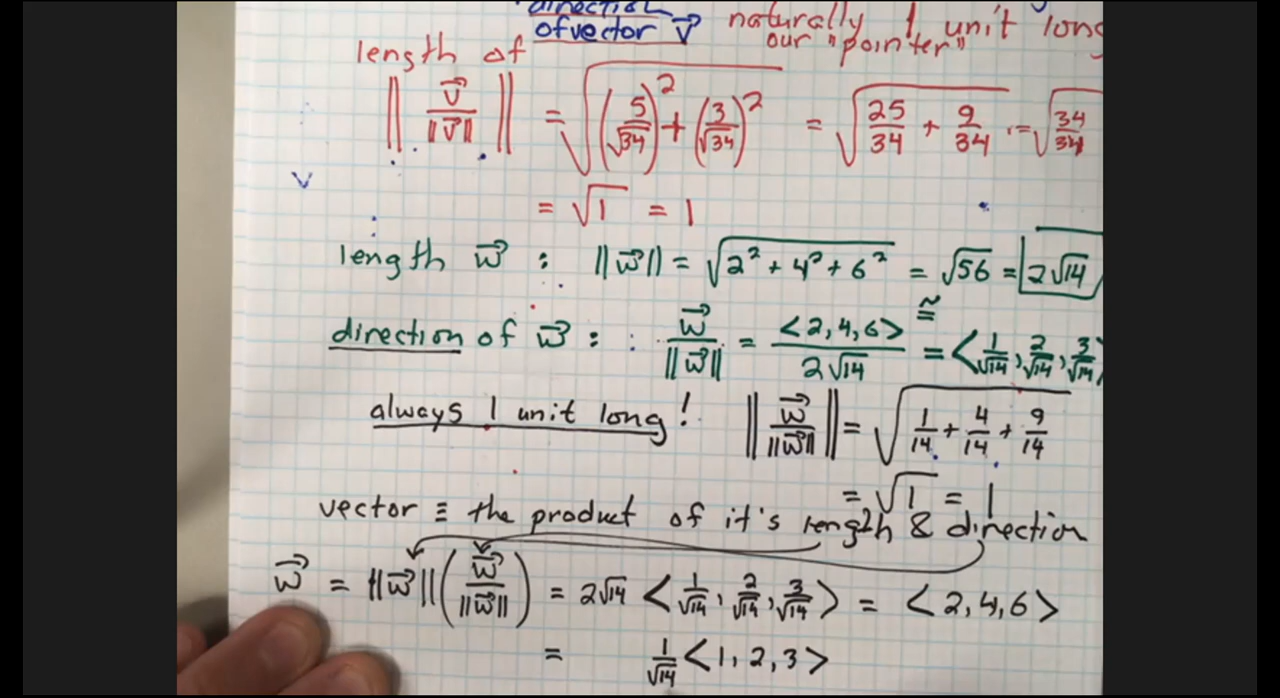 direction
of vector v⃗ naturally 1 unit long
our "pointer"
length of
‖ v⃗/‖v⃗‖ ‖ = √((5/√34)² + (3/√34)²) = √(25/34 + 9/34) = √(34/34)
= √1 = 1
length w⃗ : ‖w⃗‖ = √(2² + 4² + 6²) = √56 = 2√14
direction of w⃗ : w⃗/‖w⃗‖ = <2, 4, 6>/2√14 ≅ = <1/√14, 2/√14, 3/√14>
always 1 unit long! ‖ w⃗/‖w⃗‖ ‖ = √(1/14 + 4/14 + 9/14)
= √1 = 1
vector ≡ the product of it's length & direction
w⃗ = ‖w⃗‖ (w⃗/‖w⃗‖) = 2√14 <1/√14, 2/√14, 3/√14> = <2, 4, 6>
= 1/√14 <1, 2, 3>